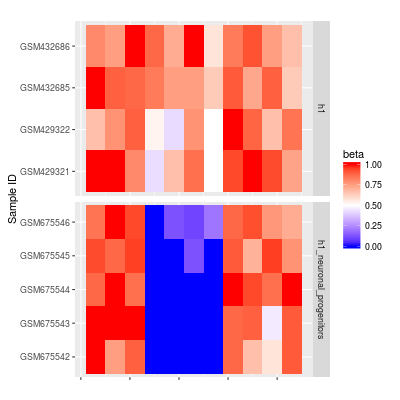 GSM432686
GSM432685
GSM429322
GSM429321
h1
GSM675546
GSM675545
GSM675544
GSM675543
GSM675542
h1_neuronal_progenitors
Sample ID
beta
1.00
0.75
0.50
0.25
0.00